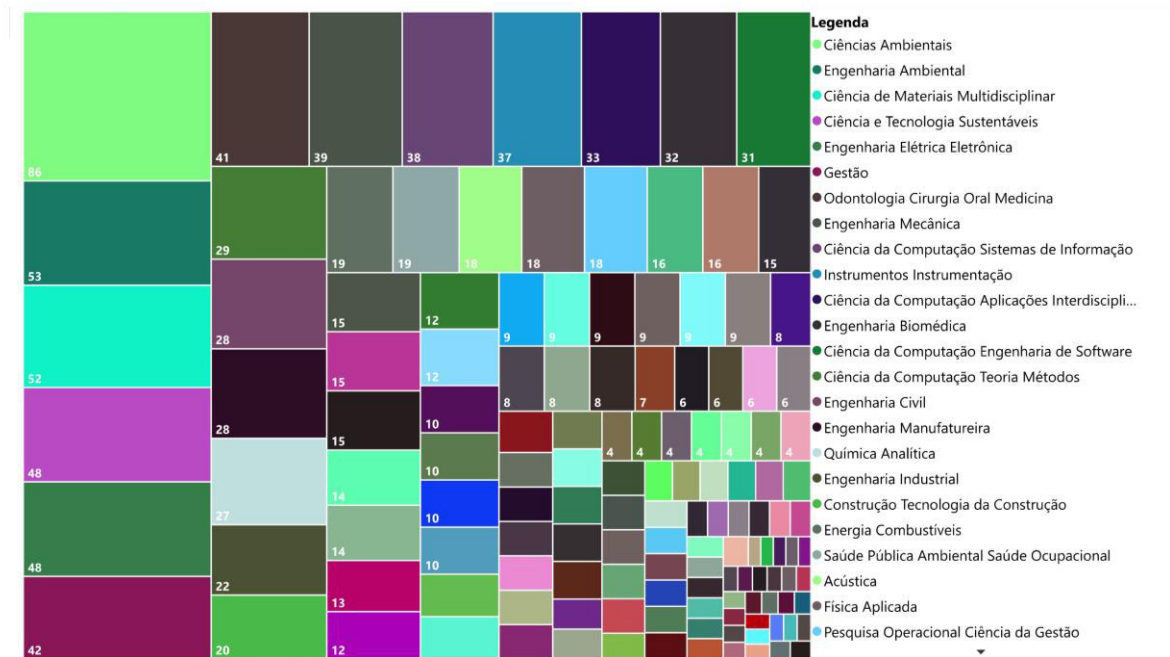 86
53
52
48
48
42
41
39
38
37
33
32
31
29
28
28
27
22
20
19
19
18
18
18
16
16
15
15
15
15
14
14
13
12
12
12
10
10
10
10
9
9
9
9
9
9
8
8
8
8
7
6
6
6
6
4
4
4
4
4
4
4
Legenda
Ciências Ambientais
Engenharia Ambiental
Ciência de Materiais Multidisciplinar
Ciência e Tecnologia Sustentáveis
Engenharia Elétrica Eletrônica
Gestão
Odontologia Cirurgia Oral Medicina
Engenharia Mecânica
Ciência da Computação Sistemas de Informação
Instrumentos Instrumentação
Ciência da Computação Aplicações Interdiscipli...
Engenharia Biomédica
Ciência da Computação Engenharia de Software
Ciência da Computação Teoria Métodos
Engenharia Civil
Engenharia Manufatureira
Química Analítica
Engenharia Industrial
Construção Tecnologia da Construção
Energia Combustíveis
Saúde Pública Ambiental Saúde Ocupacional
Acústica
Física Aplicada
Pesquisa Operacional Ciência da Gestão